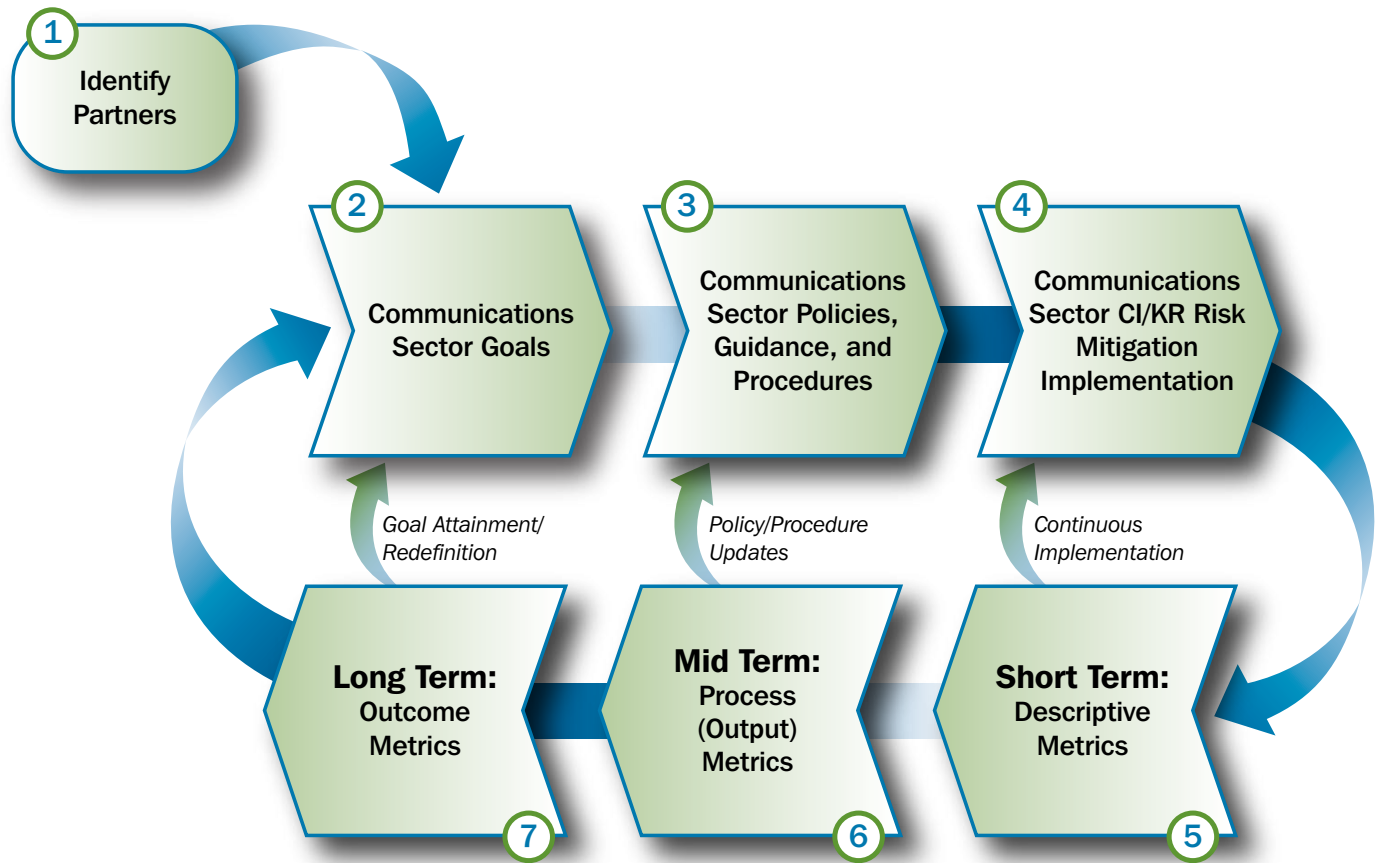 1
Identify
Partners
2
Communications
Sector Goals
3
Communications
Sector Policies,
Guidance, and
Procedures
4
Communications
Sector CI/KR Risk
Mitigation
Implementation
Goal Attainment/
Redefinition
Policy/Procedure
Updates
Continuous
Implementation
Short Term:
Descriptive
Metrics
5
Mid Term:
Process
(Output)
Metrics
6
Long Term:
Outcome
Metrics
7